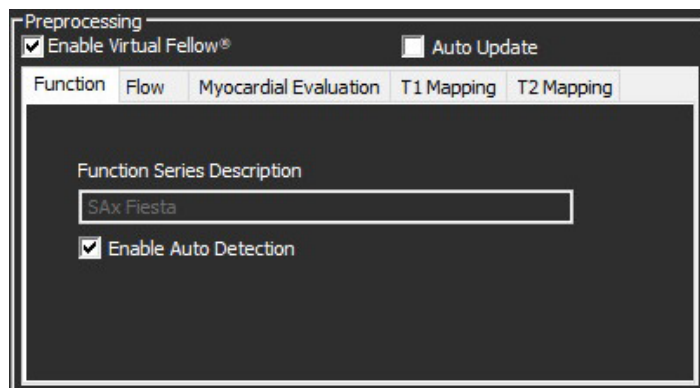 Preprocessing
Enable Virtual Fellow® Auto Update
Function Flow Myocardial Evaluation T1 Mapping T2 Mapping
Function Series Description
SAx Fiesta
Enable Auto Detection